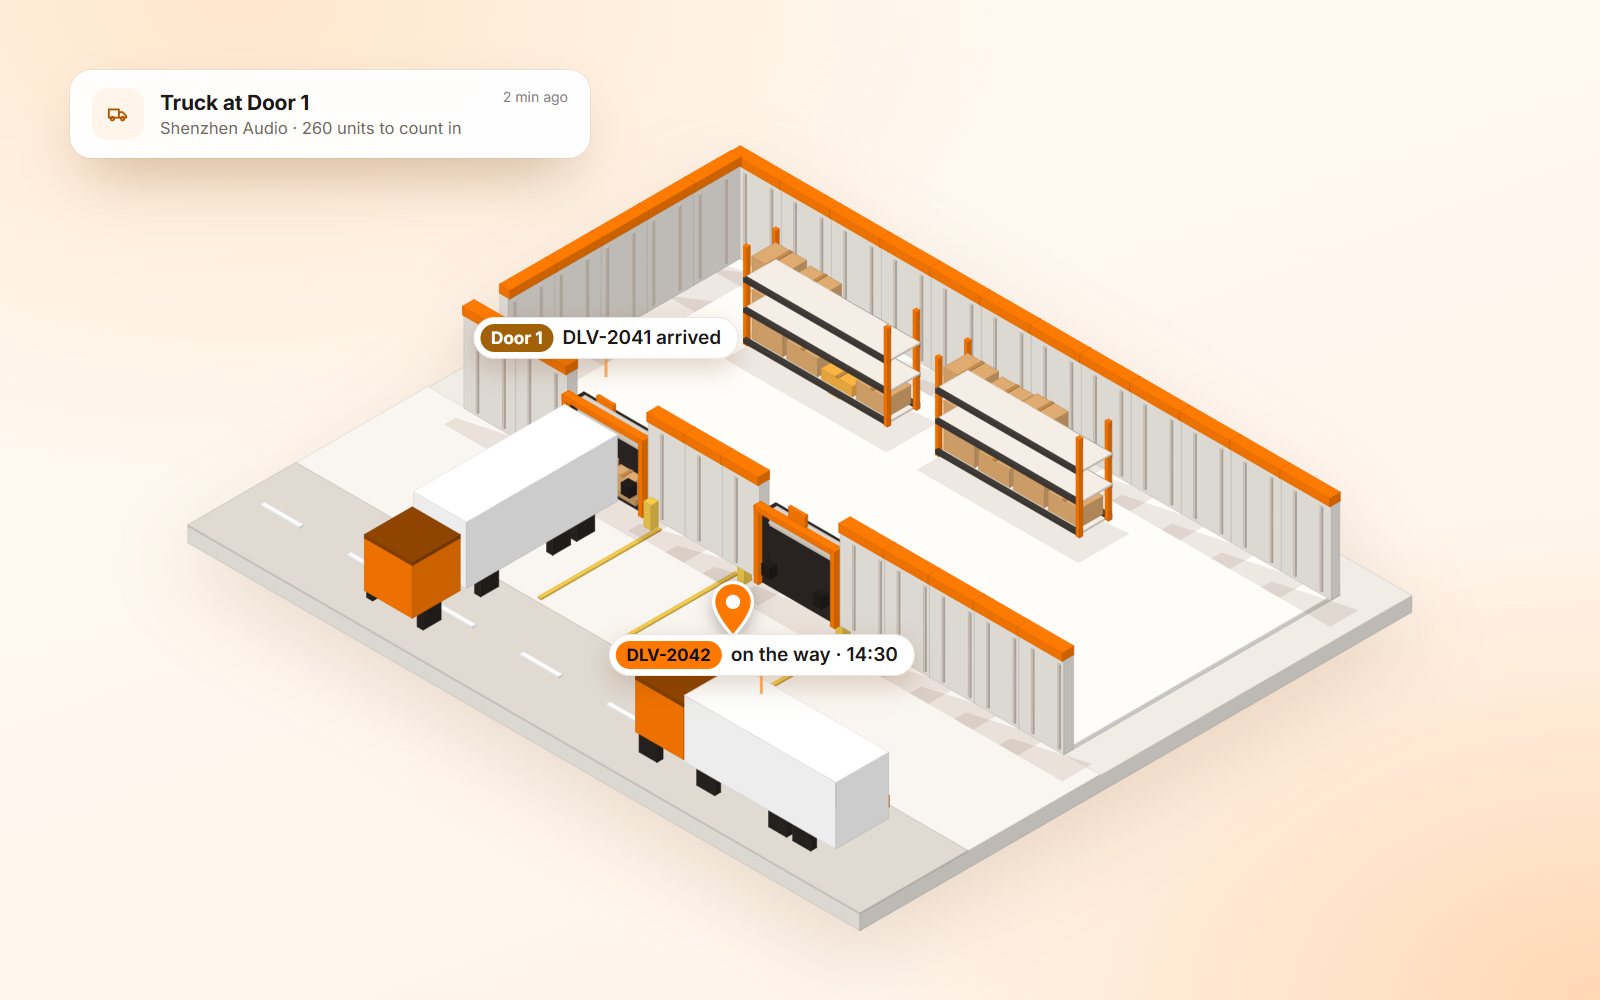 Truck at Door 1
2 min ago
Shenzhen Audio · 260 units to count in
Door 1 DLV-2041 arrived
DLV-2042 on the way · 14:30